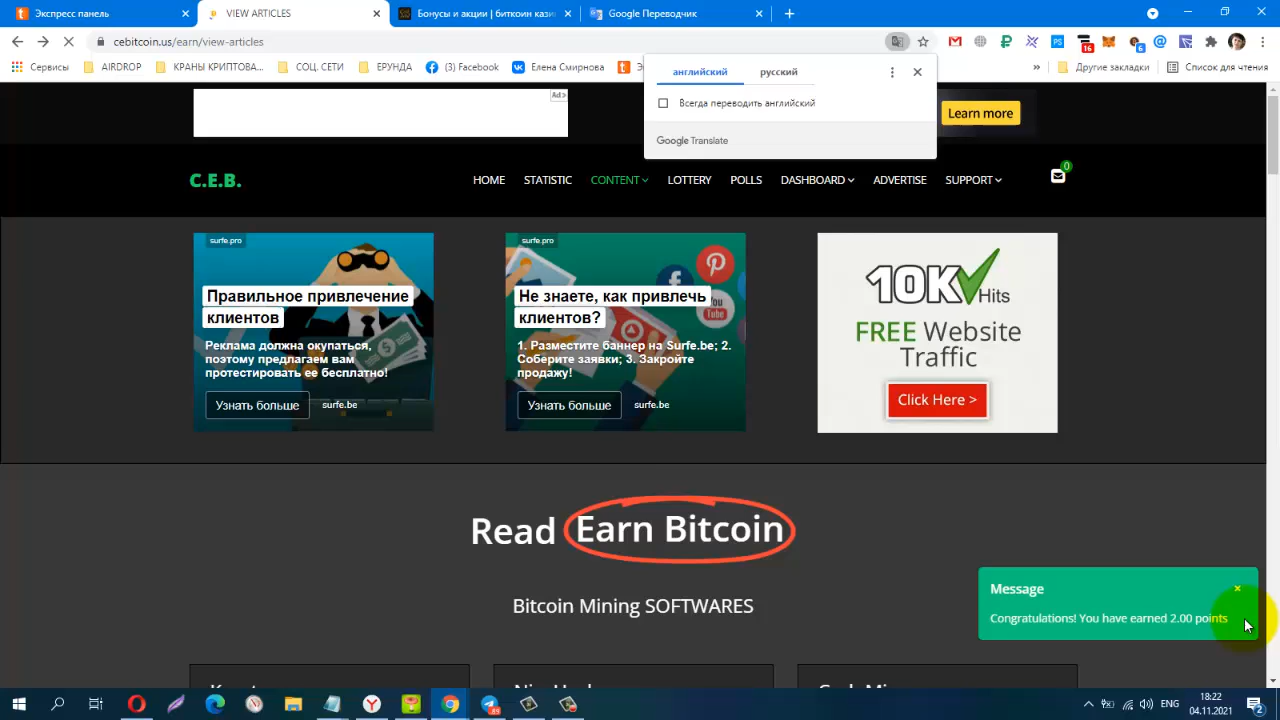 Экспресс панель
VIEW ARTICLES
Бонусы и акции | биткоин кази
Google Переводчик
cebitcoin.us/earn/view-articles
16
6
Сервисы
AIRDROP
КРАНЫ КРИПТОВА...
СОЦ. СЕТИ
ЕРУНДА
(3) Facebook
Елена Смирнова
»
Другие закладки
Список для чтения
английский
русский
Всегда переводить английский
Google Translate
Ad
Learn more
C.E.B.
HOME
STATISTIC
CONTENT
LOTTERY
POLLS
DASHBOARD
ADVERTISE
SUPPORT
0
surfe.pro
Правильное привлечение
клиентов
Реклама должна окупаться,
поэтому предлагаем вам
протестировать ее бесплатно!
Узнать больше
surfe.be
surfe.pro
Не знаете, как привлечь
клиентов?
1. Разместите баннер на Surfe.be; 2.
Соберите заявки; 3. Закройте
продажу!
Узнать больше
surfe.be
10K Hits
FREE Website
Traffic
Click Here >
Read Earn Bitcoin
Bitcoin Mining SOFTWARES
Message
Congratulations! You have earned 2.00 points
ENG
18:22
04.11.2021
2